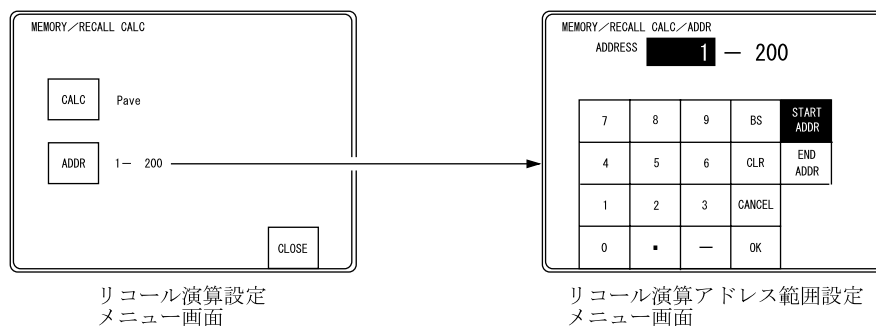 MEMORY／RECALL CALC
CALC Pave
ADDR 1－ 200
CLOSE
リコール演算設定
メニュー画面
MEMORY／RECALL CALC／ADDR
ADDRESS 1 － 200
7 8 9 BS START ADDR
4 5 6 CLR END ADDR
1 2 3 CANCEL
0 ▪ － OK
リコール演算アドレス範囲設定
メニュー画面